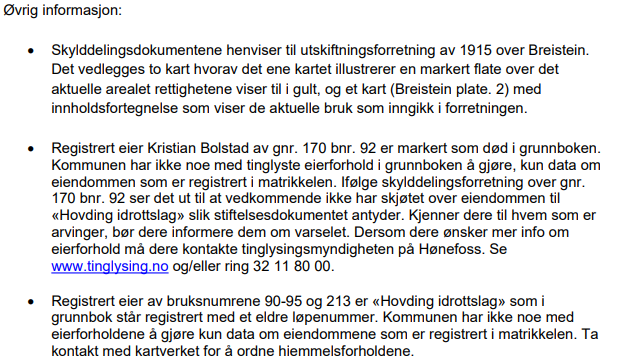 Øvrig informasjon:
• Skylddelingsdokumentene henviser til utskiftningsforretning av 1915 over Breistein.
Det vedlegges to kart hvorav det ene kartet illustrerer en markert flate over det
aktuelle arealet rettighetene viser til i gult, og et kart (Breistein plate. 2) med
innholdsfortegnelse som viser de aktuelle bruk som inngikk i forretningen.
• Registrert eier Kristian Bolstad av gnr. 170 bnr. 92 er markert som død i grunnboken.
Kommunen har ikke noe med tinglyste eierforhold i grunnboken å gjøre, kun data om
eiendommen som er registrert i matrikkelen. Ifølge skylddelingsforretning over gnr.
170 bnr. 92 ser det ut til at vedkommende ikke har skjøtet over eiendommen til
«Hovding idrottslag» slik stiftelsesdokumentet antyder. Kjenner dere til hvem som er
arvinger, bør dere informere dem om varselet. Dersom dere ønsker mer info om
eierforhold må dere kontakte tinglysingsmyndigheten på Hønefoss. Se
www.tinglysing.no og/eller ring 32 11 80 00.
• Registrert eier av bruksnumrene 90-95 og 213 er «Hovding idrottslag» som i
grunnbok står registrert med et eldre løpenummer. Kommunen har ikke noe med
eierforholdene å gjøre kun data om eiendommene som er registrert i matrikkelen. Ta
kontakt med kartverket for å ordne hjemmelsforholdene.